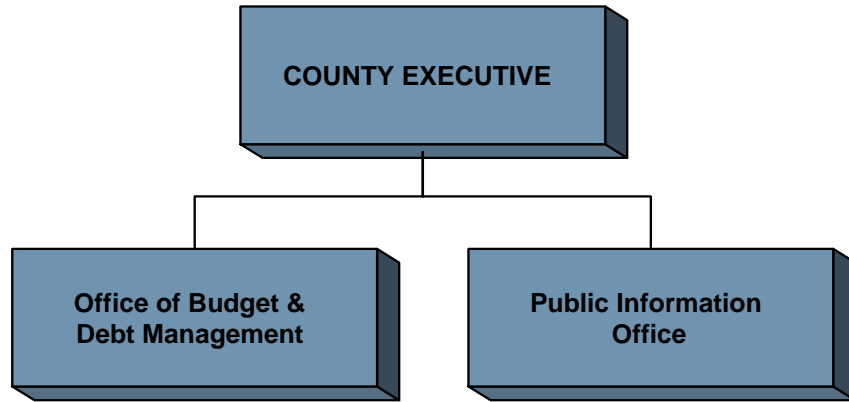 COUNTY EXECUTIVE
Office of Budget &
Debt Management
Public Information
Office